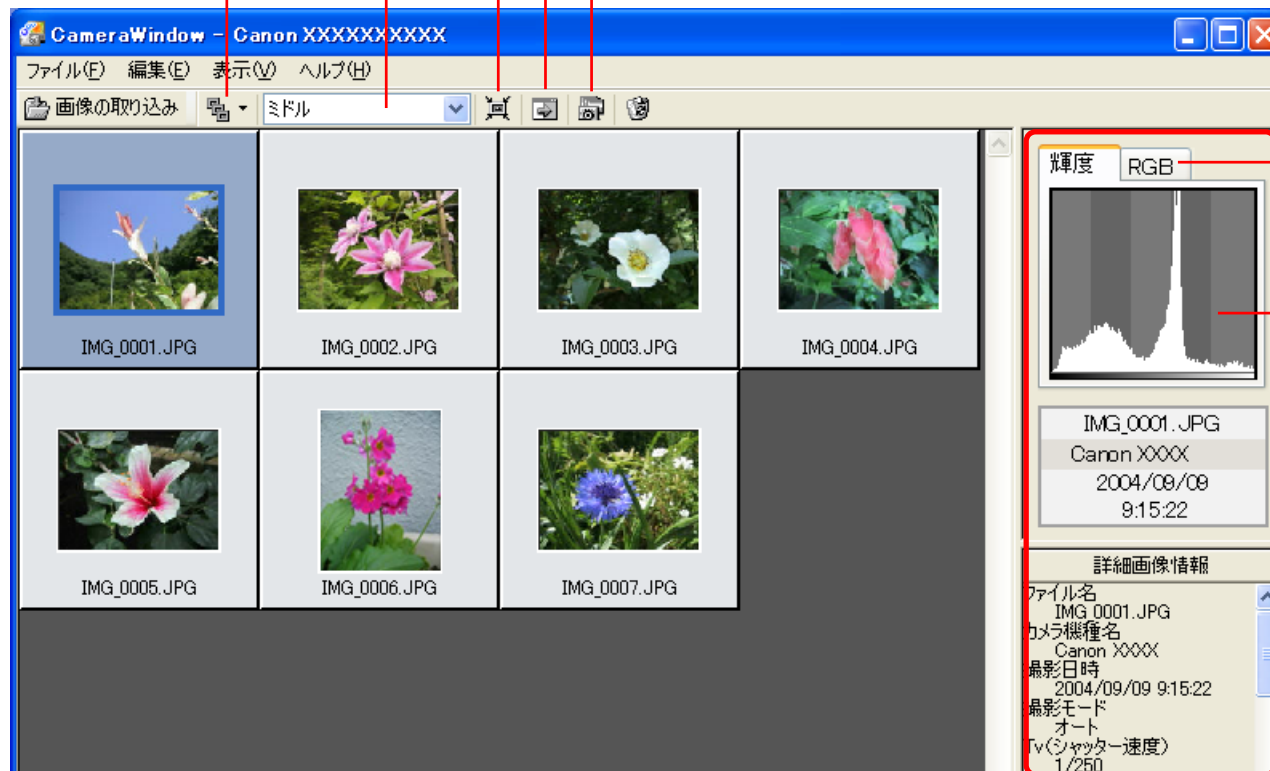 CameraWindow - Canon XXXXXXXXXX
ファイル(F) 編集(E) 表示(V) ヘルプ(H)
画像の取り込み ミドル
IMG_0001.JPG IMG_0002.JPG IMG_0003.JPG IMG_0004.JPG
IMG_0005.JPG IMG_0006.JPG IMG_0007.JPG
輝度 RGB
IMG_0001.JPG
Canon XXXX
2004/09/09
9:15:22
詳細画像情報
ファイル名
IMG_0001.JPG
カメラ機種名
Canon XXXX
撮影日時
2004/09/09 9:15:22
撮影モード
オート
Tv(シャッター速度)
1/250